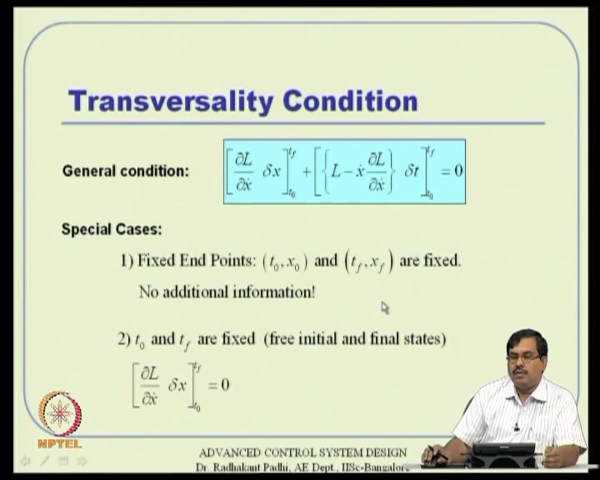 Transversality Condition
General condition: [∂L/∂ẋ δx]_{t_0}^{t_f} + [{L − ẋ ∂L/∂ẋ} δt]_{t_0}^{t_f} = 0
Special Cases:
1) Fixed End Points: (t_0, x_0) and (t_f, x_f) are fixed.
No additional information!
2) t_0 and t_f are fixed (free initial and final states)
[∂L/∂ẋ δx]_{t_0}^{t_f} = 0
NPTEL
ADVANCED CONTROL SYSTEM DESIGN
Dr. Radhakant Padhi, AE Dept., IISc-Bangalore